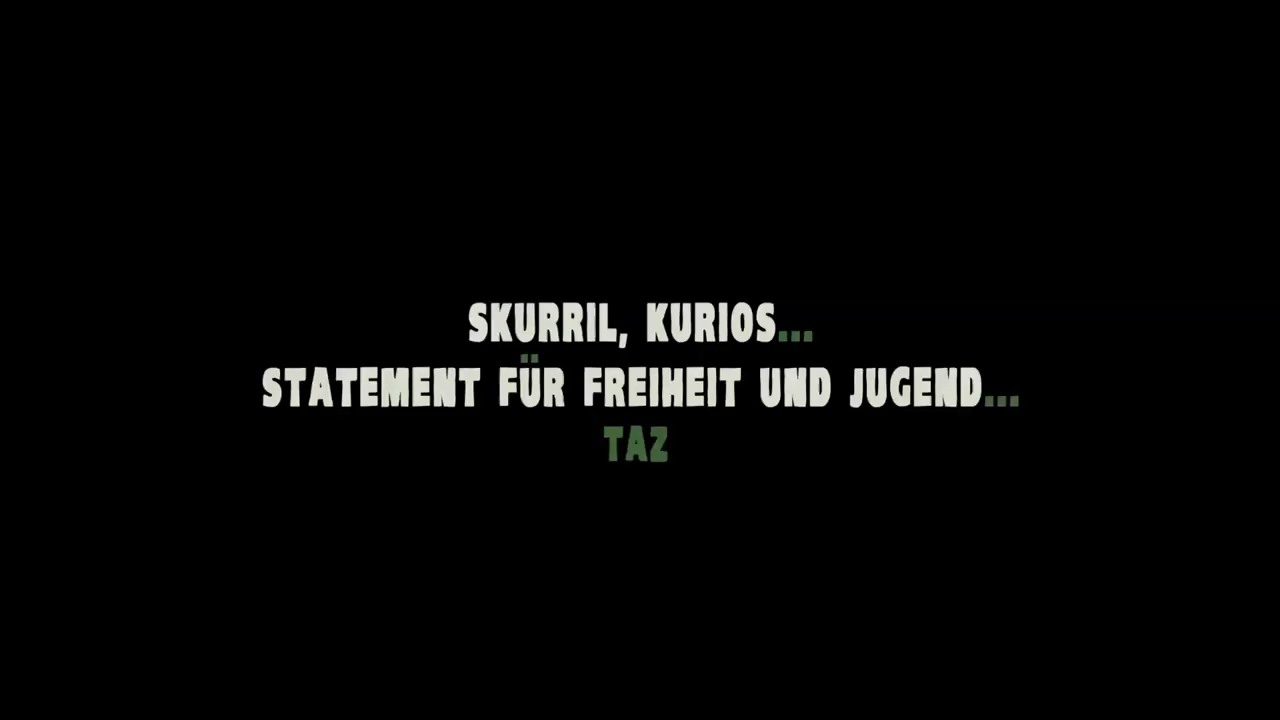 SKURRIL, KURIOS...
STATEMENT FÜR FREIHEIT UND JUGEND...
TAZ